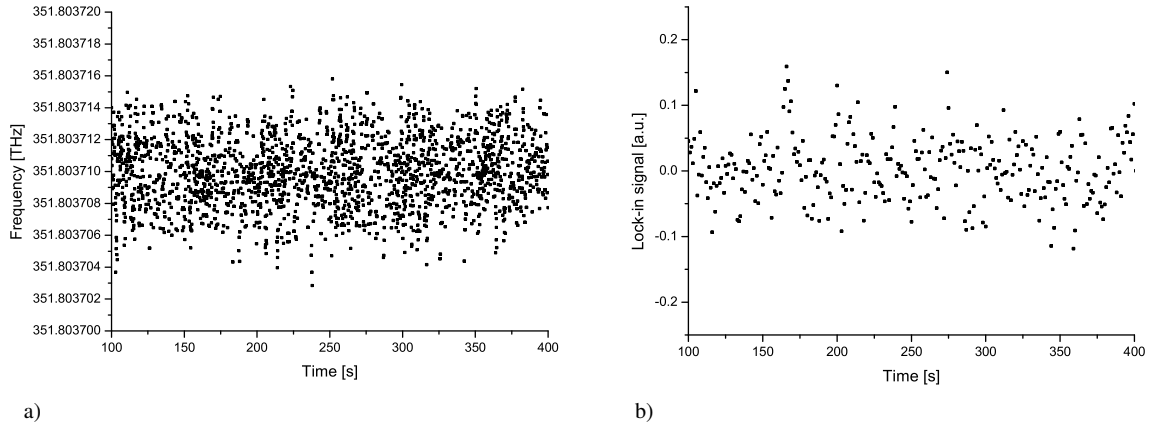 351.803720
351.803718
351.803716
351.803714
351.803712
351.803710
351.803708
351.803706
351.803704
351.803702
351.803700
Frequency [THz]
100 150 200 250 300 350 400
Time [s]
a)
0.2
0.1
0.0
-0.1
-0.2
Lock-in signal [a.u.]
100 150 200 250 300 350 400
Time [s]
b)